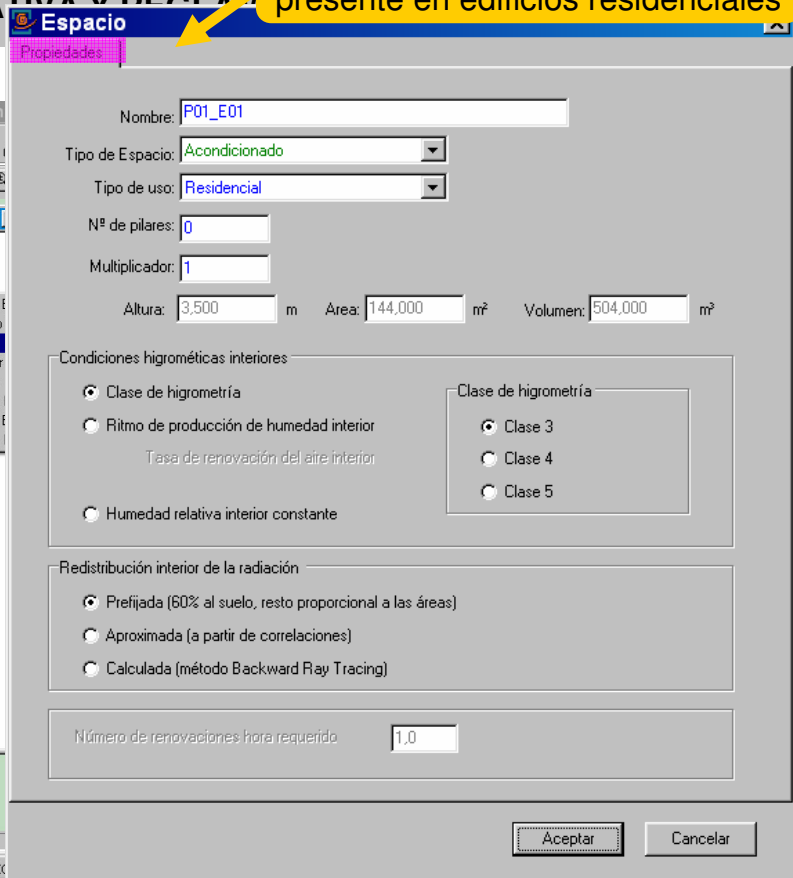 presente en edificios residenciales
Espacio
Propiedades
Nombre: P01_E01
Tipo de Espacio: Acondicionado
Tipo de uso: Residencial
Nº de pilares: 0
Multiplicador: 1
Altura: 3,500 m Area: 144,000 m² Volumen: 504,000 m³
Condiciones higrométicas interiores
Clase de higrometría
Ritmo de producción de humedad interior
Tasa de renovación del aire interior
Humedad relativa interior constante
Clase de higrometría
Clase 3
Clase 4
Clase 5
Redistribución interior de la radiación
Prefijada (60% al suelo, resto proporcional a las áreas)
Aproximada (a partir de correlaciones)
Calculada (método Backward Ray Tracing)
Número de renovaciones hora requerido 1,0
Aceptar Cancelar